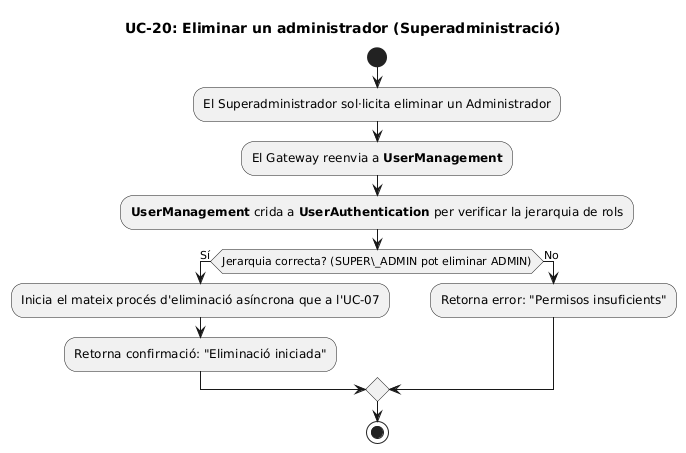 UC-20: Eliminar un administrador (Superadministració)
El Superadministrador sol·licita eliminar un Administrador
El Gateway reenvia a UserManagement
UserManagement crida a UserAuthentication per verificar la jerarquia de rols
Sí
Jerarquia correcta? (SUPER\_ADMIN pot eliminar ADMIN)
No
Inicia el mateix procés d'eliminació asíncrona que a l'UC-07
Retorna error: "Permisos insuficients"
Retorna confirmació: "Eliminació iniciada"